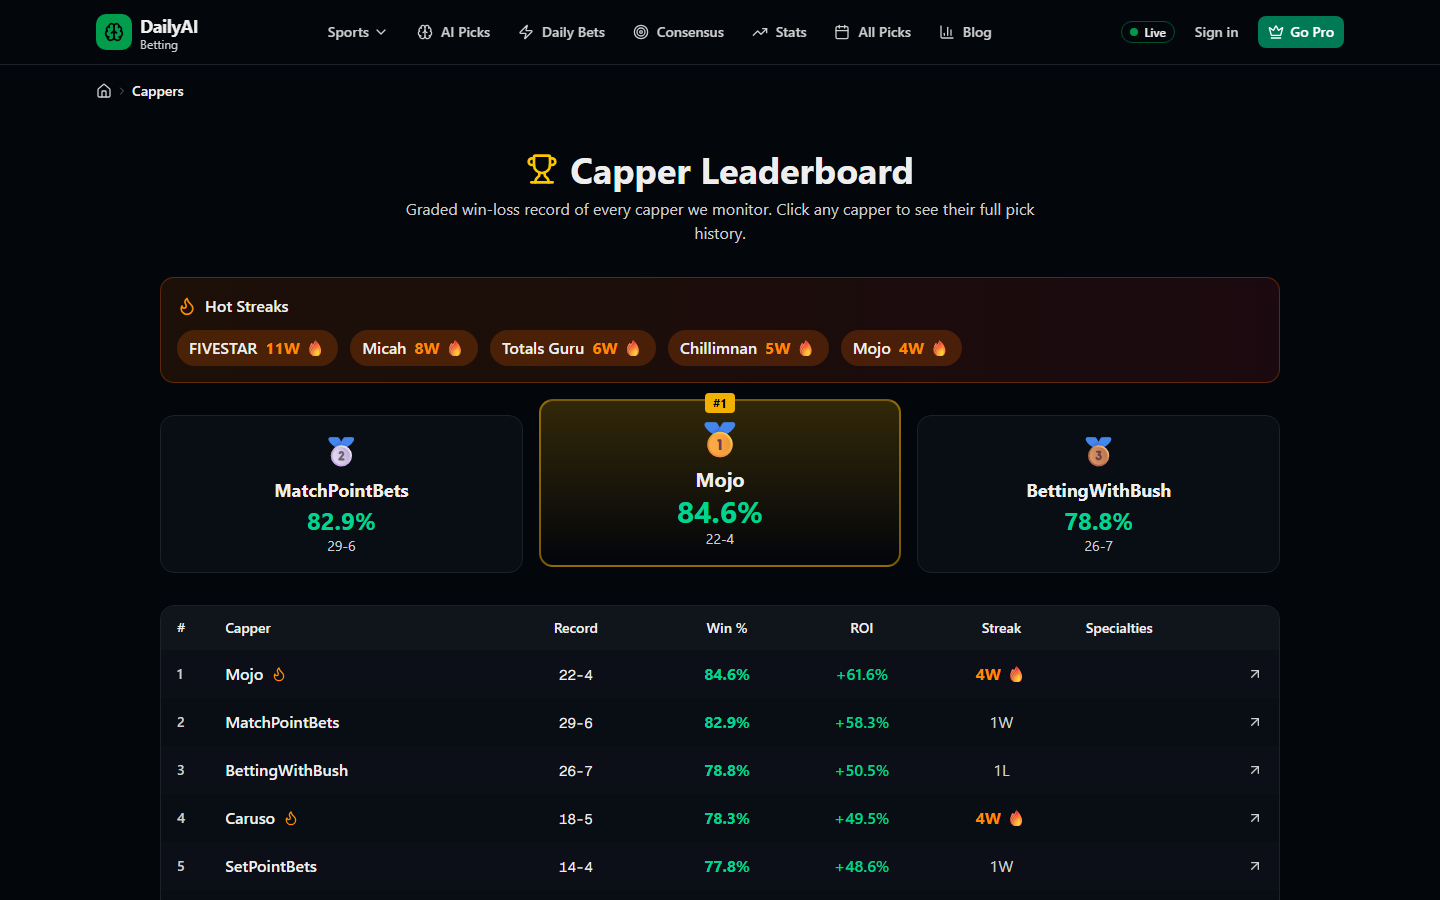 DailyAI
Betting
Sports
AI Picks
Daily Bets
Consensus
Stats
All Picks
Blog
Live
Sign in
Go Pro
Cappers
Capper Leaderboard
Graded win-loss record of every capper we monitor. Click any capper to see their full pick
history.
Hot Streaks
FIVESTAR 11W
Micah 8W
Totals Guru 6W
Chillimnan 5W
Mojo 4W
2
MatchPointBets
82.9%
29-6
#1
1
Mojo
84.6%
22-4
3
BettingWithBush
78.8%
26-7
# Capper Record Win % ROI Streak Specialties
1 Mojo 22-4 84.6% +61.6% 4W
2 MatchPointBets 29-6 82.9% +58.3% 1W
3 BettingWithBush 26-7 78.8% +50.5% 1L
4 Caruso 18-5 78.3% +49.5% 4W
5 SetPointBets 14-4 77.8% +48.6% 1W